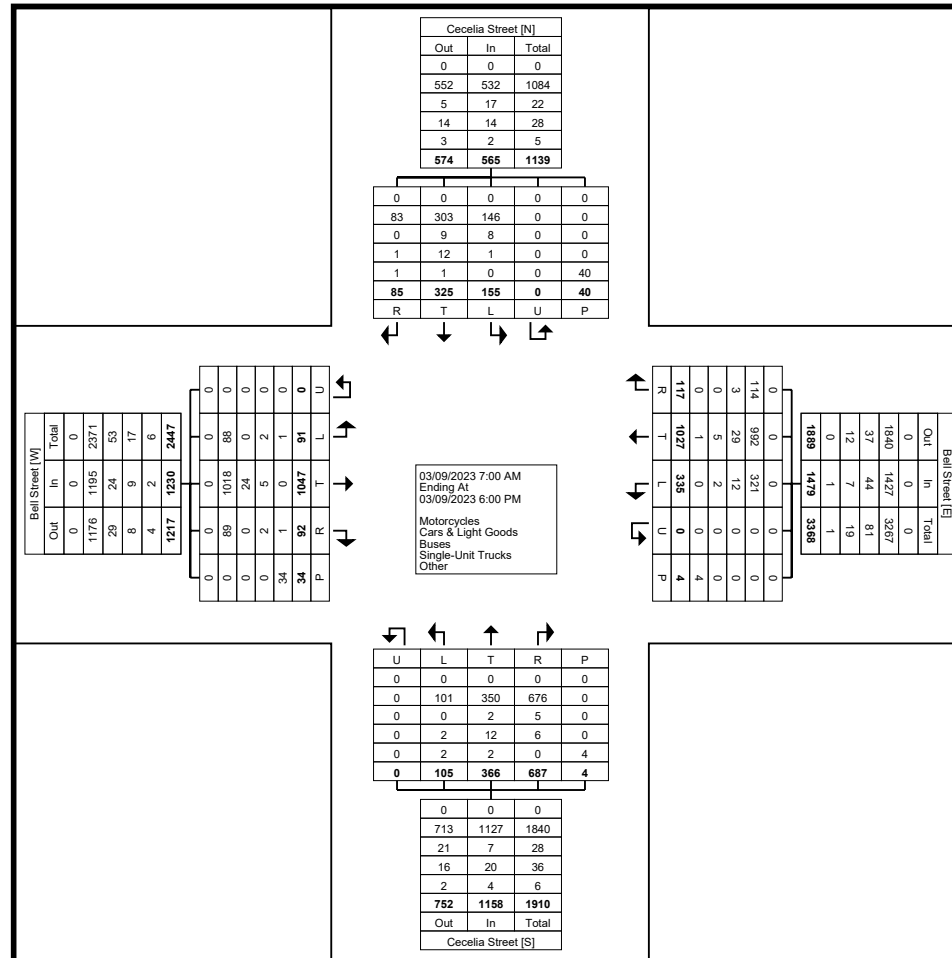 Cecelia Street [N]
Out In Total
0 0 0
552 532 1084
5 17 22
14 14 28
3 2 5
574 565 1139
0 0 0 0 0
83 303 146 0 0
0 9 8 0 0
1 12 1 0 0
1 1 0 0 40
85 325 155 0 40
R T L U P
Bell Street [W]
Total 0 2371 53 17 6 2447
In 0 1195 24 9 2 1230
Out 0 1176 29 8 4 1217
0 0 0 0 0 0 U
0 88 0 2 1 91 L
0 1018 24 5 0 1047 T
0 89 0 2 1 92 R
0 0 0 0 34 34 P
03/09/2023 7:00 AM
Ending At
03/09/2023 6:00 PM
Motorcycles
Cars & Light Goods
Buses
Single-Unit Trucks
Other
R 117 0 0 3 114 0
T 1027 1 5 29 992 0
L 335 0 2 12 321 0
U 0 0 0 0 0 0
P 4 4 0 0 0 0
Bell Street [E]
Out 0 1840 37 12 0 1889
In 0 1427 44 7 1 1479
Total 0 3267 81 19 1 3368
U L T R P
0 0 0 0 0
0 101 350 676 0
0 0 2 5 0
0 2 12 6 0
0 2 2 0 4
0 105 366 687 4
0 0 0
713 1127 1840
21 7 28
16 20 36
2 4 6
752 1158 1910
Out In Total
Cecelia Street [S]